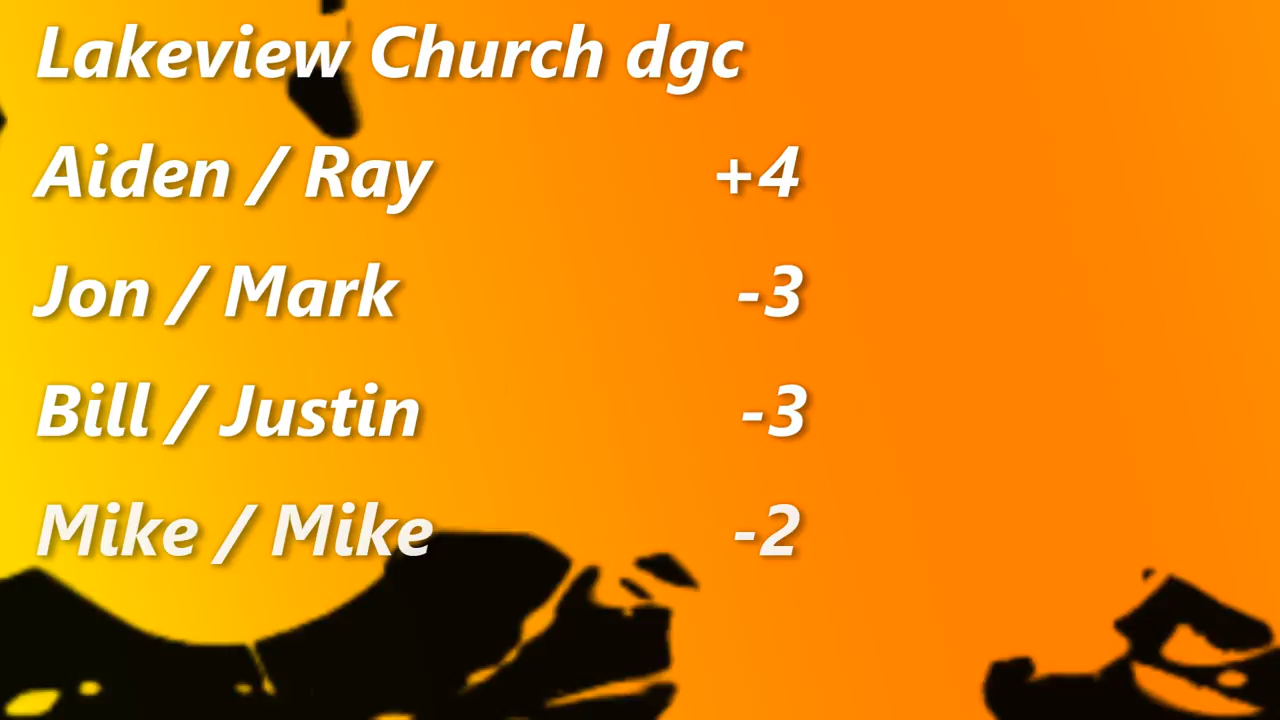 Lakeview Church dgc
Aiden / Ray +4
Jon / Mark -3
Bill / Justin -3
Mike / Mike -2